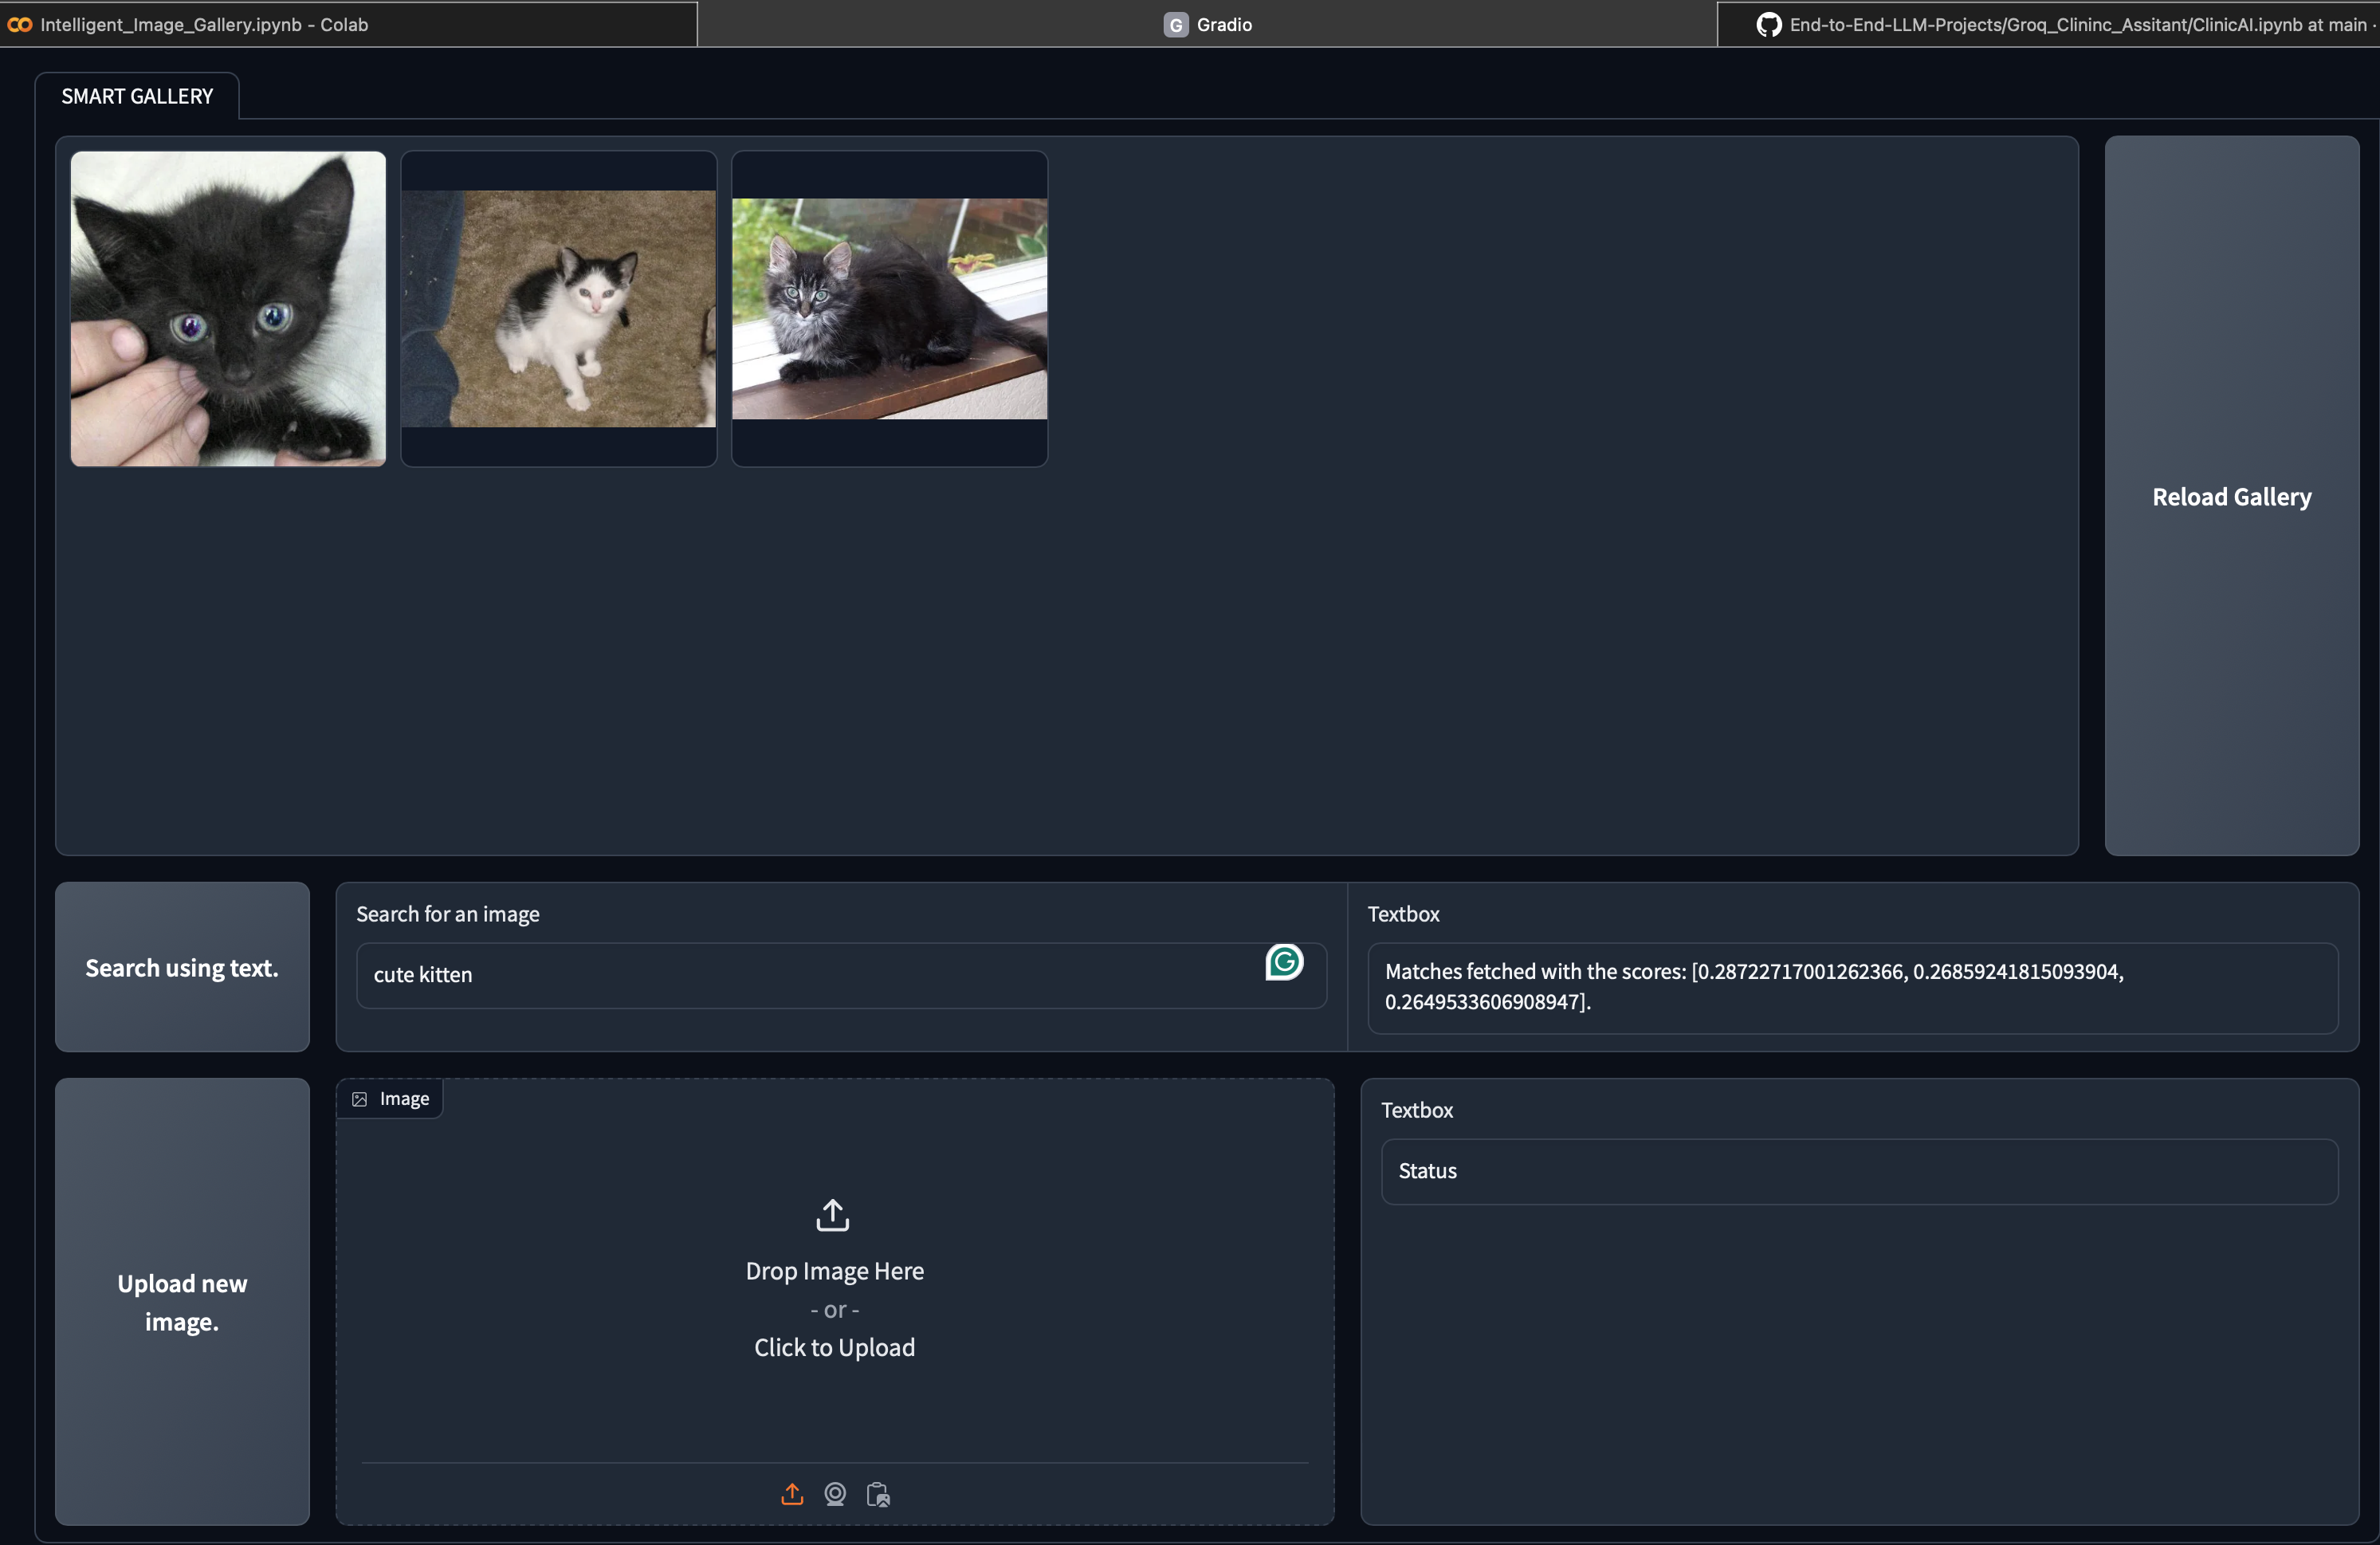 Intelligent_Image_Gallery.ipynb - Colab
G Gradio
End-to-End-LLM-Projects/Groq_Clininc_Assitant/ClinicAI.ipynb at main ·
SMART GALLERY
Reload Gallery
Search using text.
Search for an image
cute kitten
G
Textbox
Matches fetched with the scores: [0.28722717001262366, 0.26859241815093904,
0.2649533606908947].
Upload new
image.
Image
Drop Image Here
- or -
Click to Upload
Textbox
Status